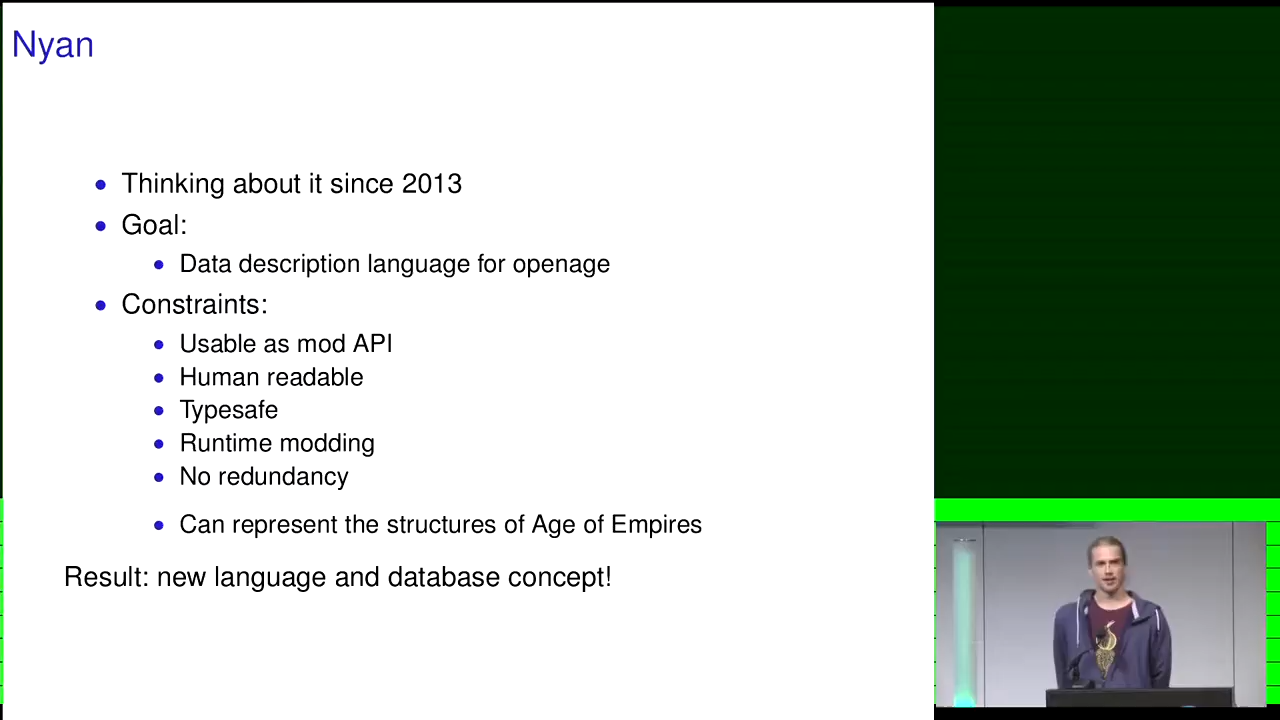 Nyan
Thinking about it since 2013
Goal:
Data description language for openage
Constraints:
Usable as mod API
Human readable
Typesafe
Runtime modding
No redundancy
Can represent the structures of Age of Empires
Result: new language and database concept!